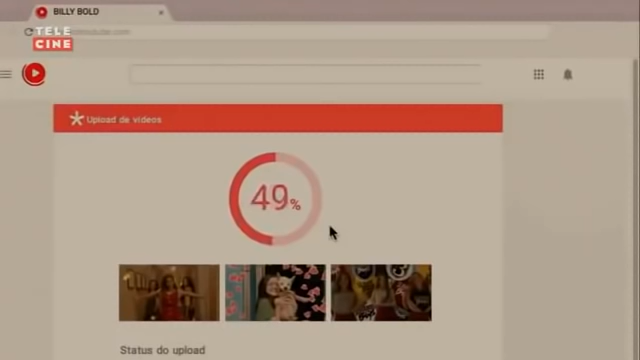 BILLY BOLD
TELE
CINE
Upload de vídeos
49%
Status do upload